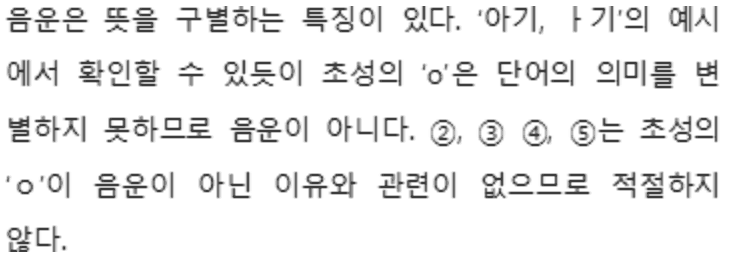 음운은 뜻을 구별하는 특징이 있다. '아기, ㅏ기'의 예시
에서 확인할 수 있듯이 초성의 'o'은 단어의 의미를 변
별하지 못하므로 음운이 아니다. ②, ③ ④, ⑤는 초성의
'ㅇ'이 음운이 아닌 이유와 관련이 없으므로 적절하지
않다.